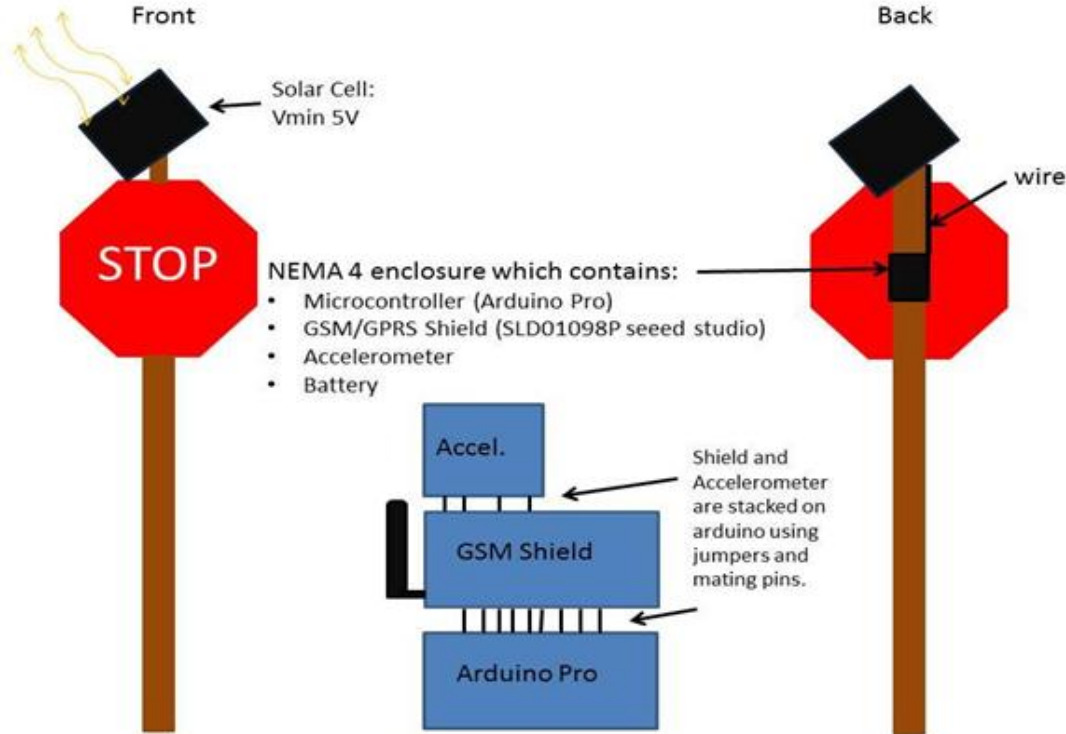 Front
Back
Solar Cell:
Vmin 5V
wire
STOP
NEMA 4 enclosure which contains:
• Microcontroller (Arduino Pro)
• GSM/GPRS Shield (SLD01098P seeed studio)
• Accelerometer
• Battery
Accel.
Shield and
Accelerometer
are stacked on
arduino using
jumpers and
mating pins.
GSM Shield
Arduino Pro